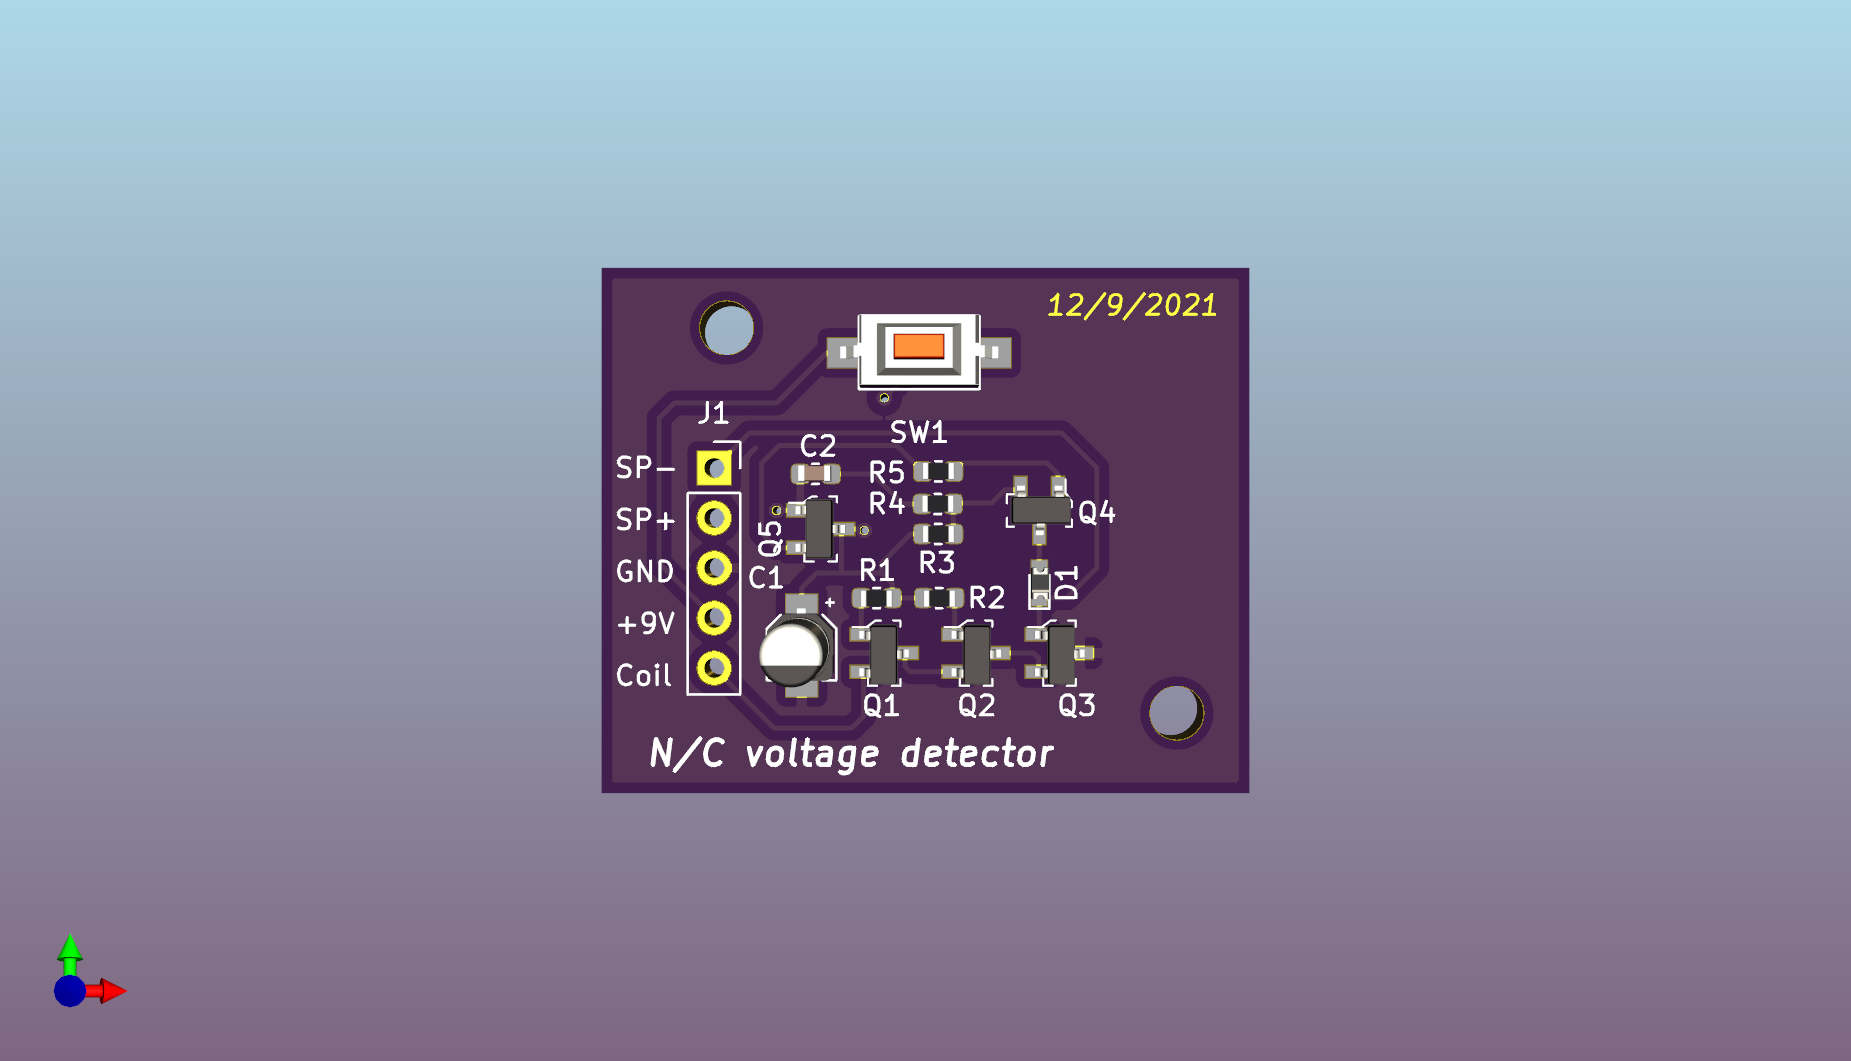 12/9/2021
J1
SW1
C2
SP-
R5
R4
SP+
Q4
Q5
R3
GND
C1
R1
D1
R2
+
+9V
Coil
Q1
Q2
Q3
N/C voltage detector